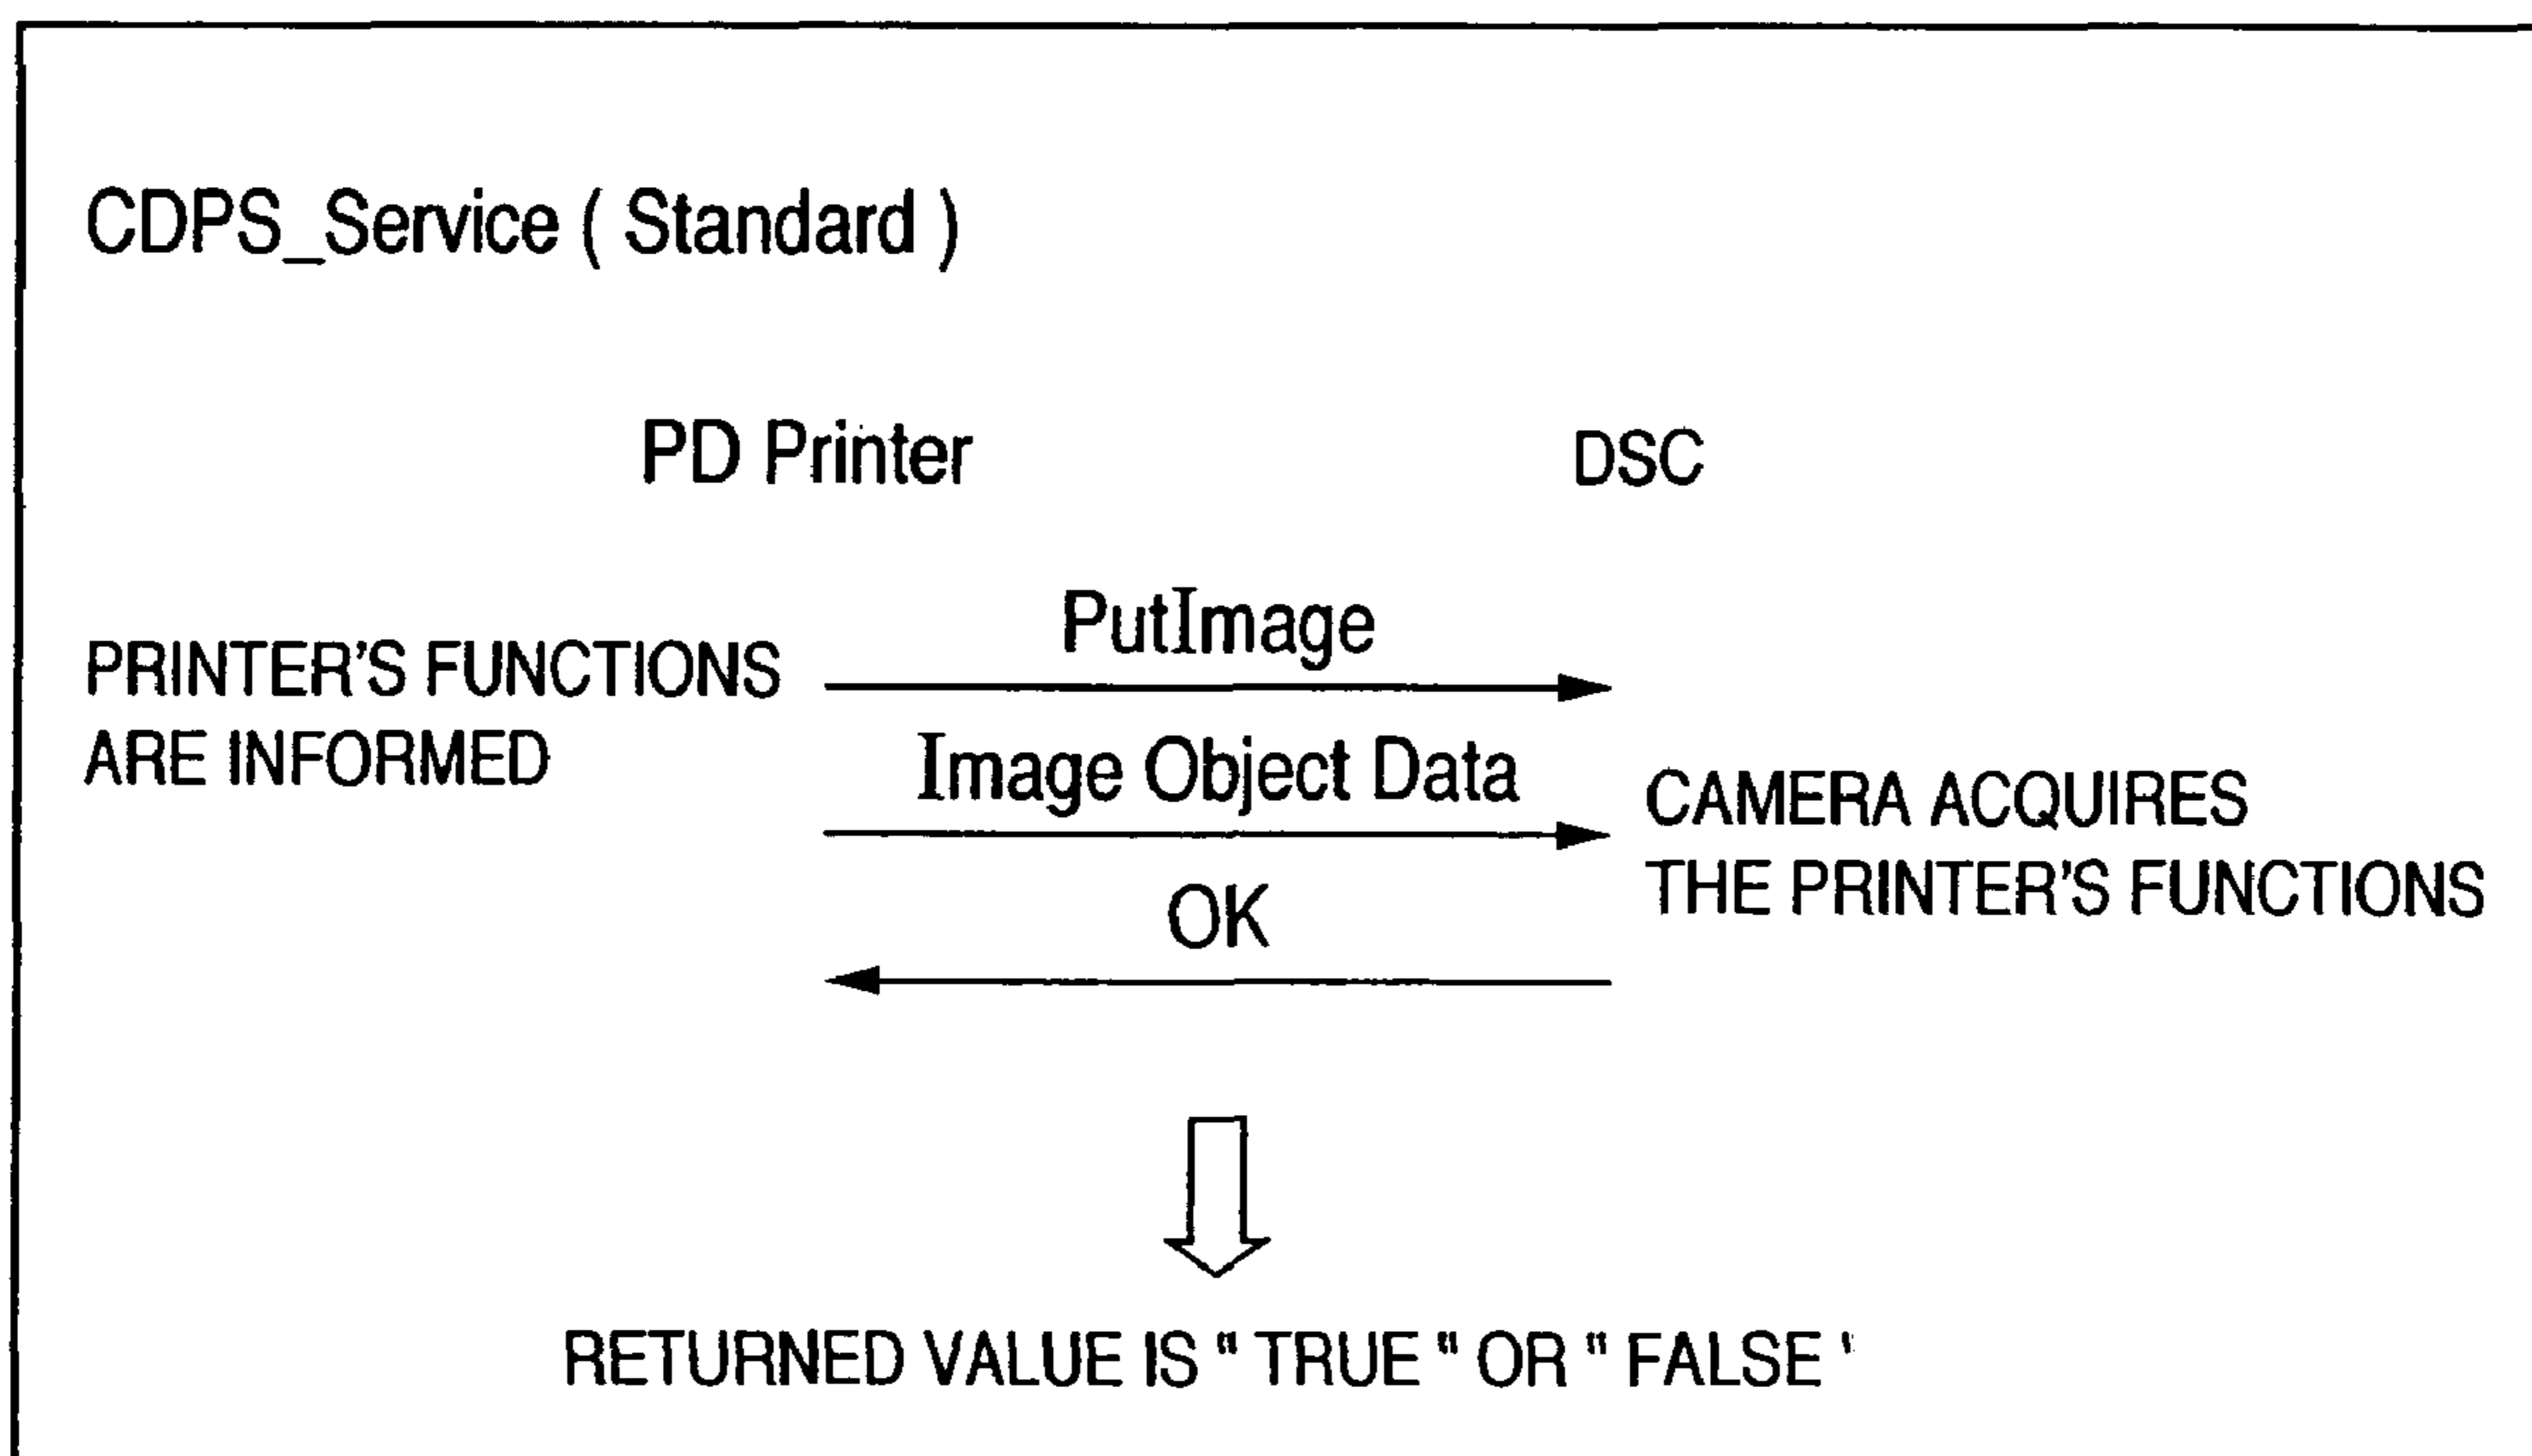 CDPS_Service ( Standard )
PD Printer
DSC
PutImage
PRINTER'S FUNCTIONS
ARE INFORMED
Image Object Data
CAMERA ACQUIRES
THE PRINTER'S FUNCTIONS
OK
RETURNED VALUE IS " TRUE " OR " FALSE '